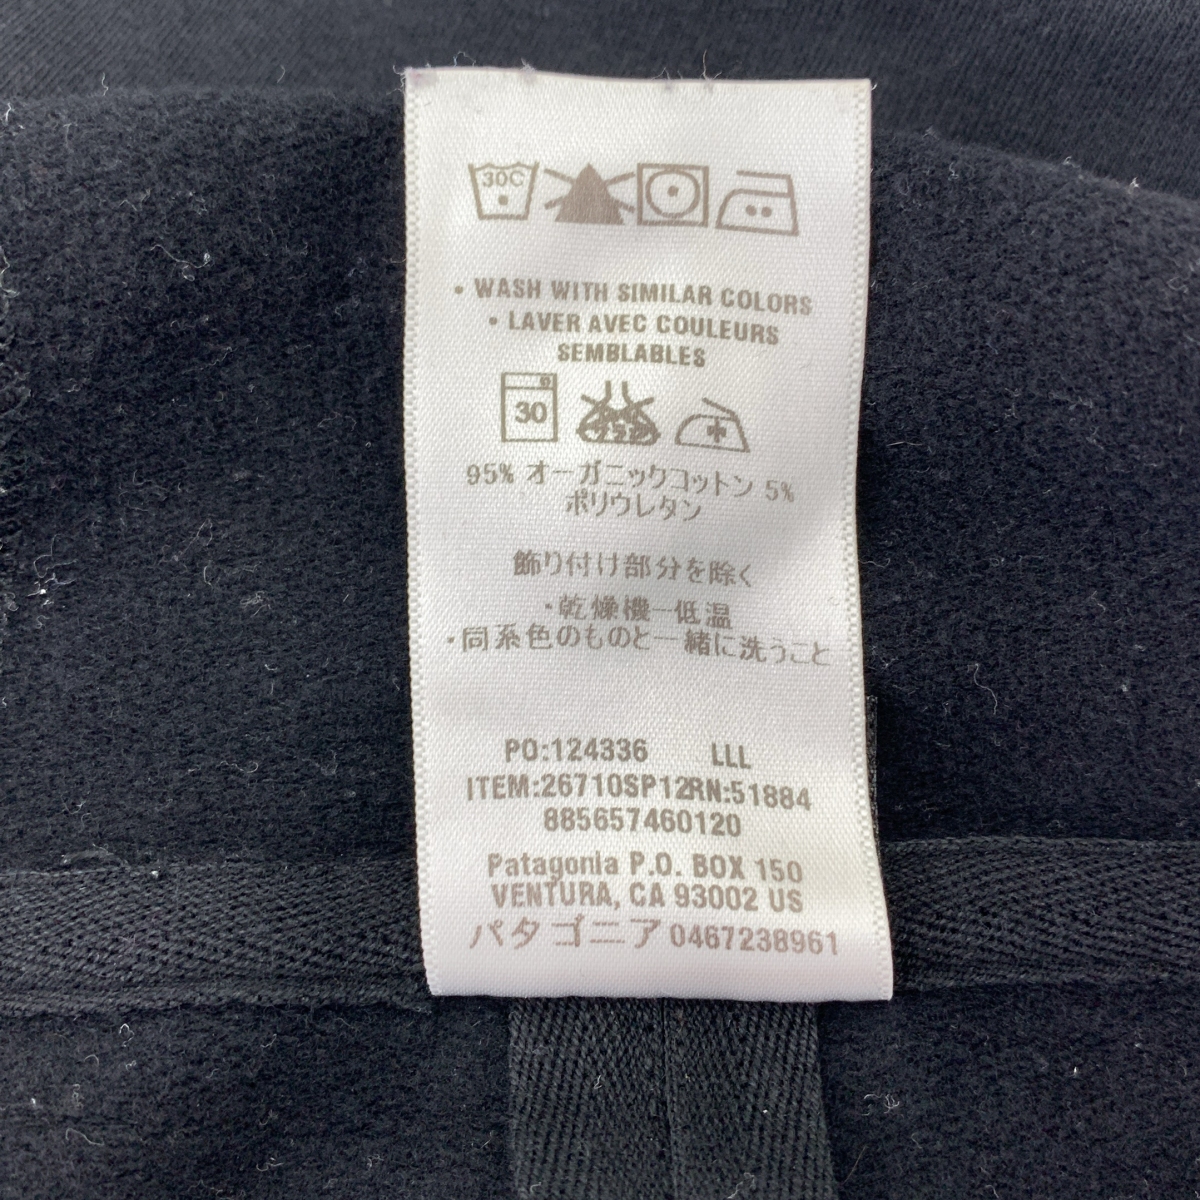 30C
• WASH WITH SIMILAR COLORS
• LAVER AVEC COULEURS
SEMBLABLES
30
95% オーガニックコットン 5%
ポリウレタン
飾り付け部分を除く
・乾燥機ー低温
・同系色のものと一緒に洗うこと
PO:124336 LLL
ITEM:26710SP12RN:51884
885657460120
Patagonia P.O. BOX 150
VENTURA, CA 93002 US
パタゴニア 0467238961